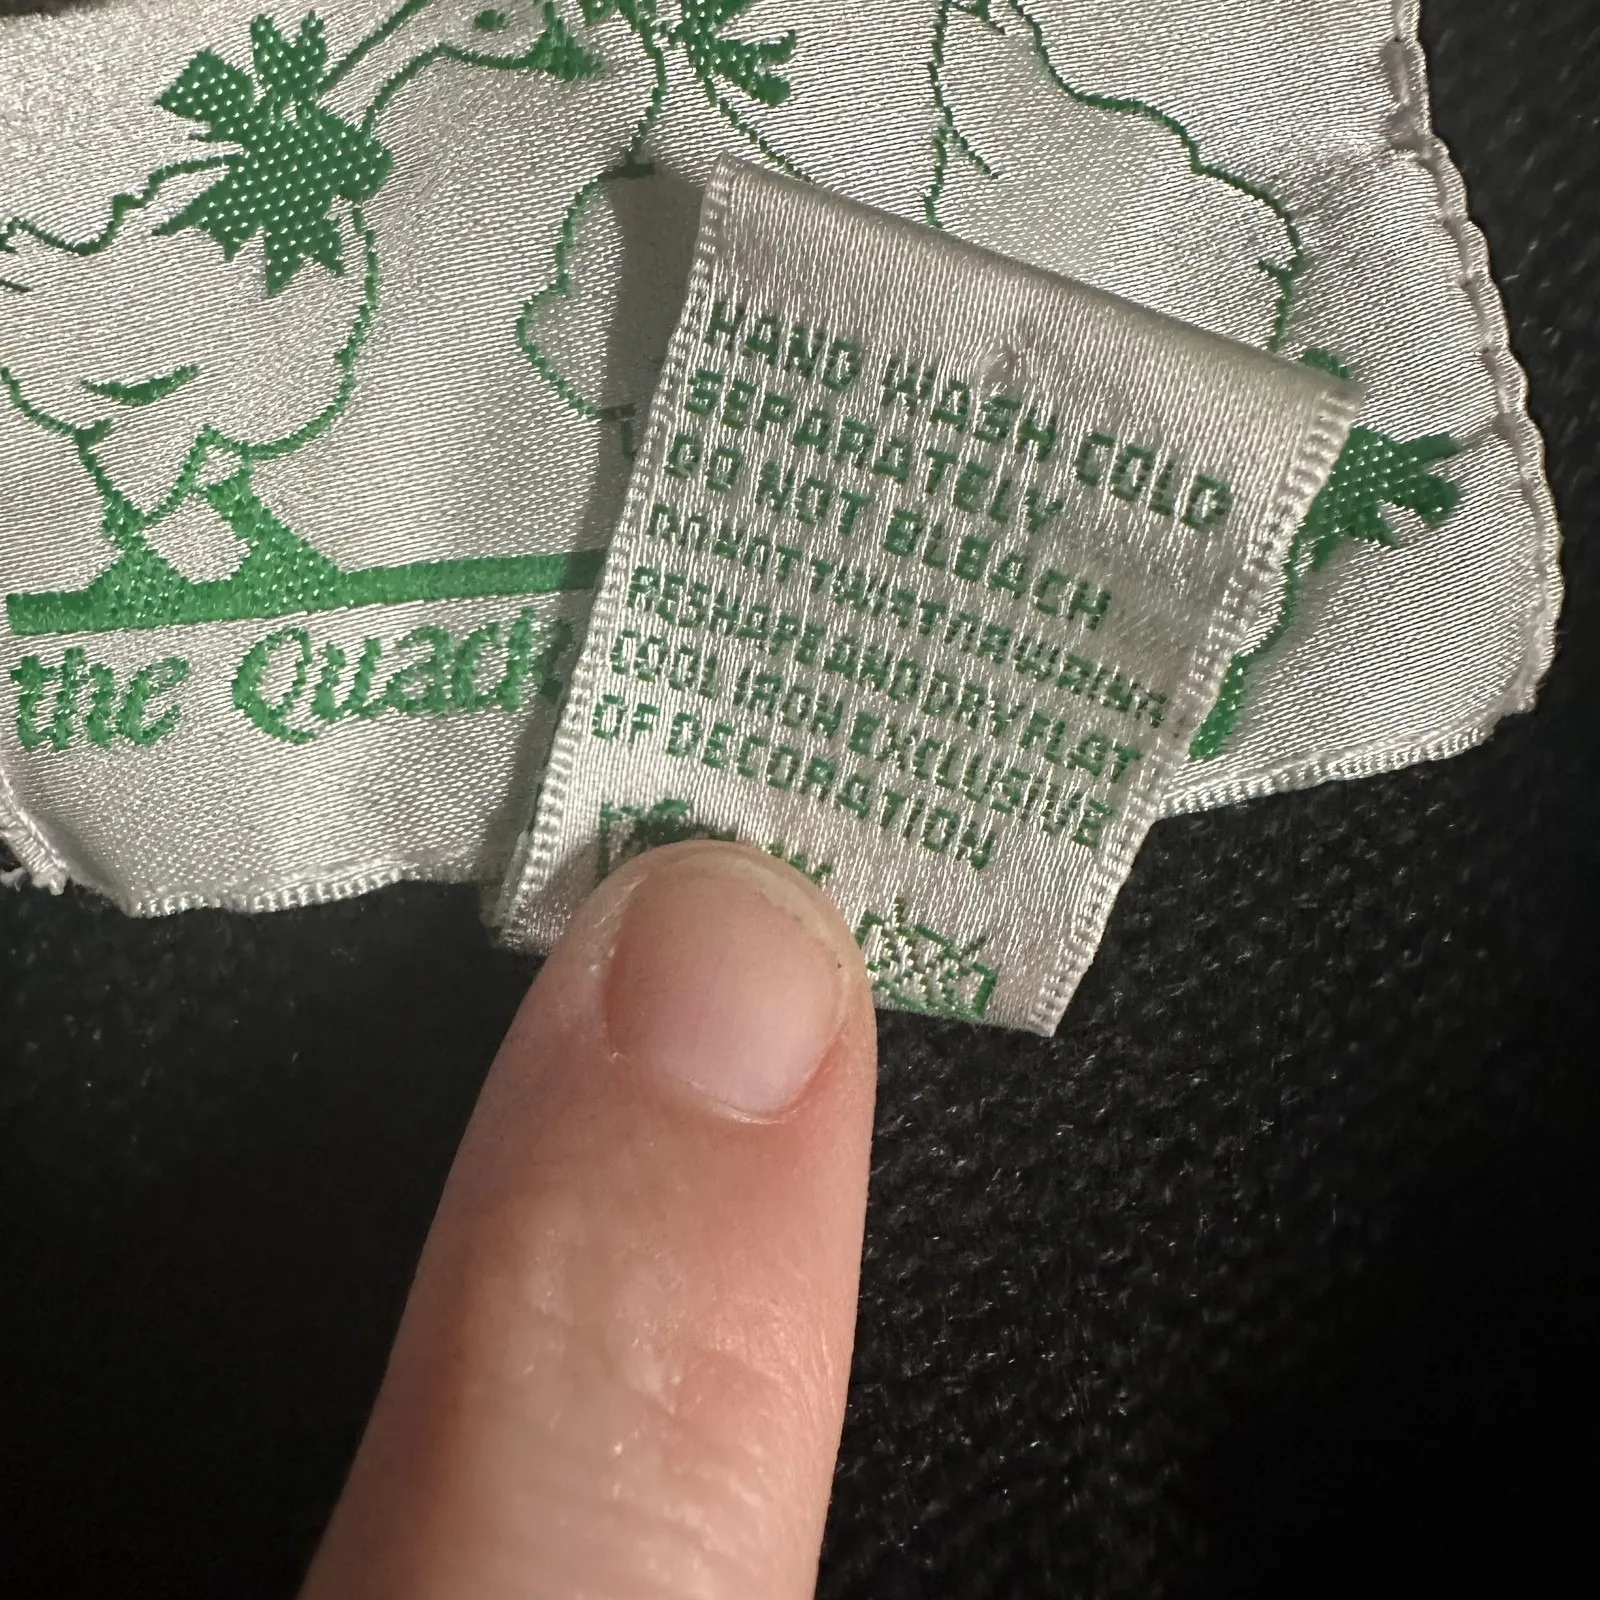 the Quack
HAND WASH COLD
SEPARATELY
DO NOT BLEACH
DO NOT TWIST OR WRING
RESHAPE AND DRY FLAT
COOL IRON EXCLUSIVE
OF DECORATION